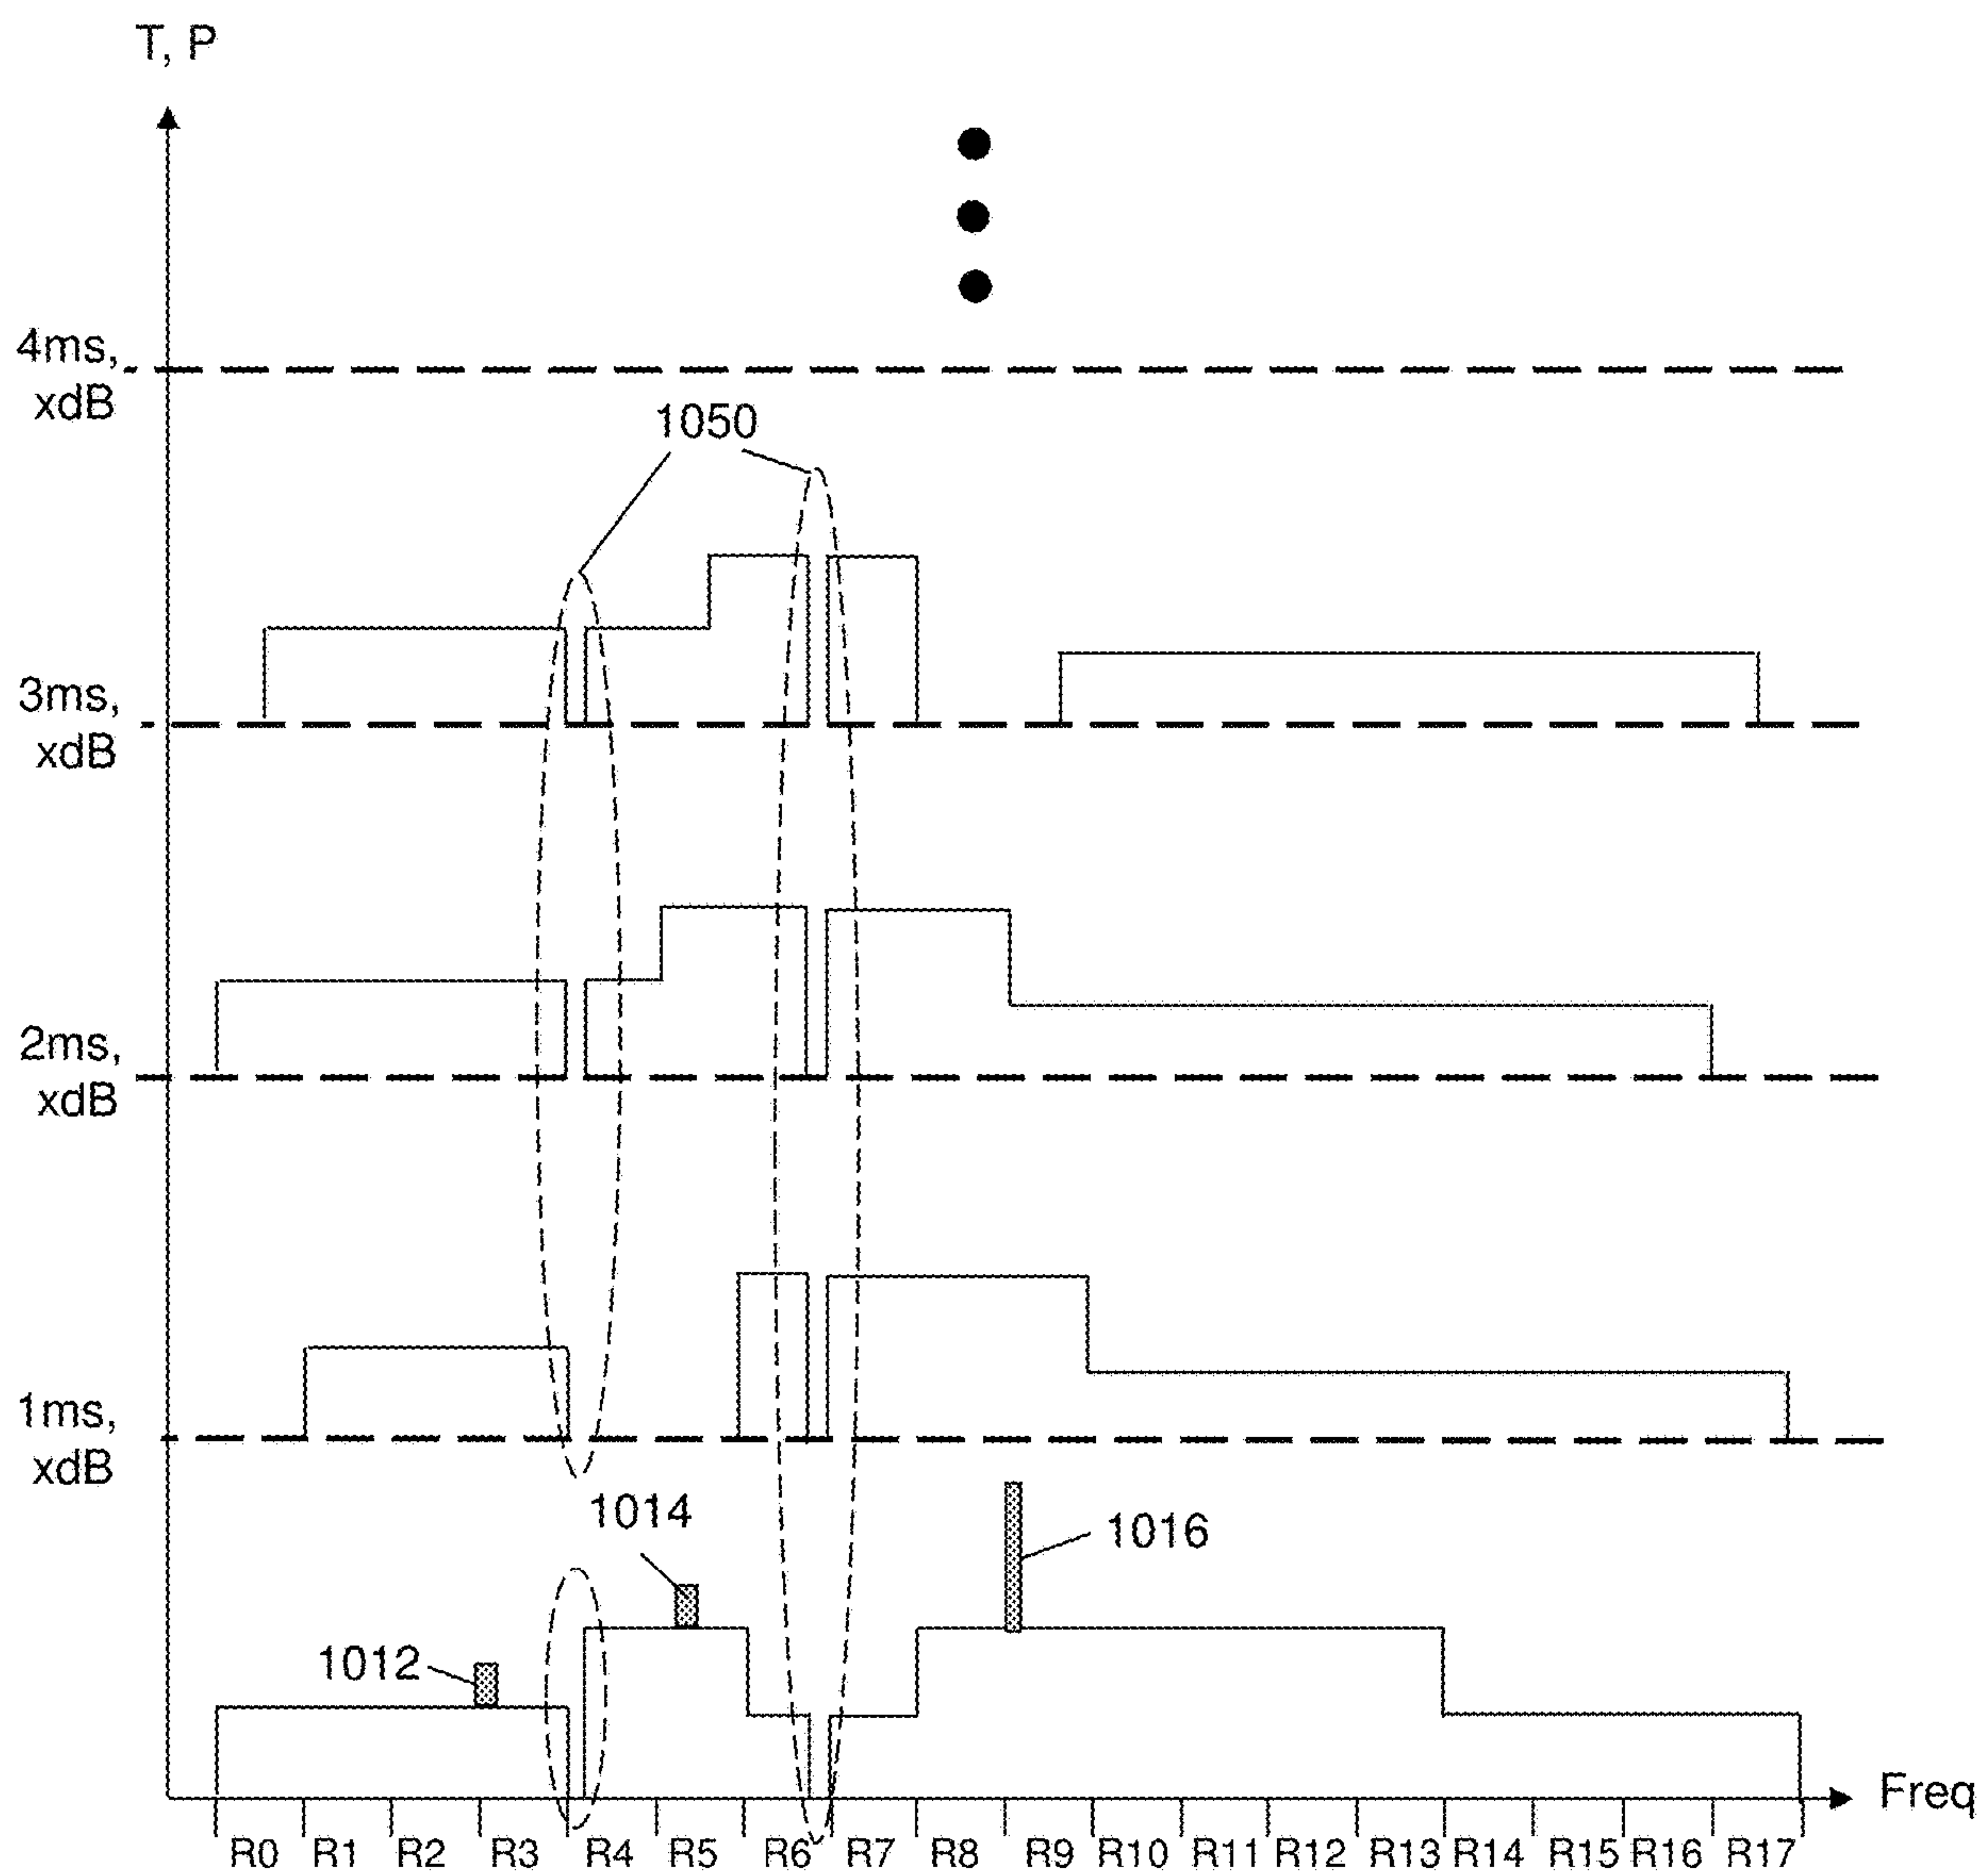 T, P
4ms,
xdB
1050
3ms,
xdB
2ms,
xdB
1ms,
xdB
1014
1016
1012
Freq
R0 R1 R2 R3 R4 R5 R6 R7 R8 R9 R10 R11 R12 R13 R14 R15 R16 R17